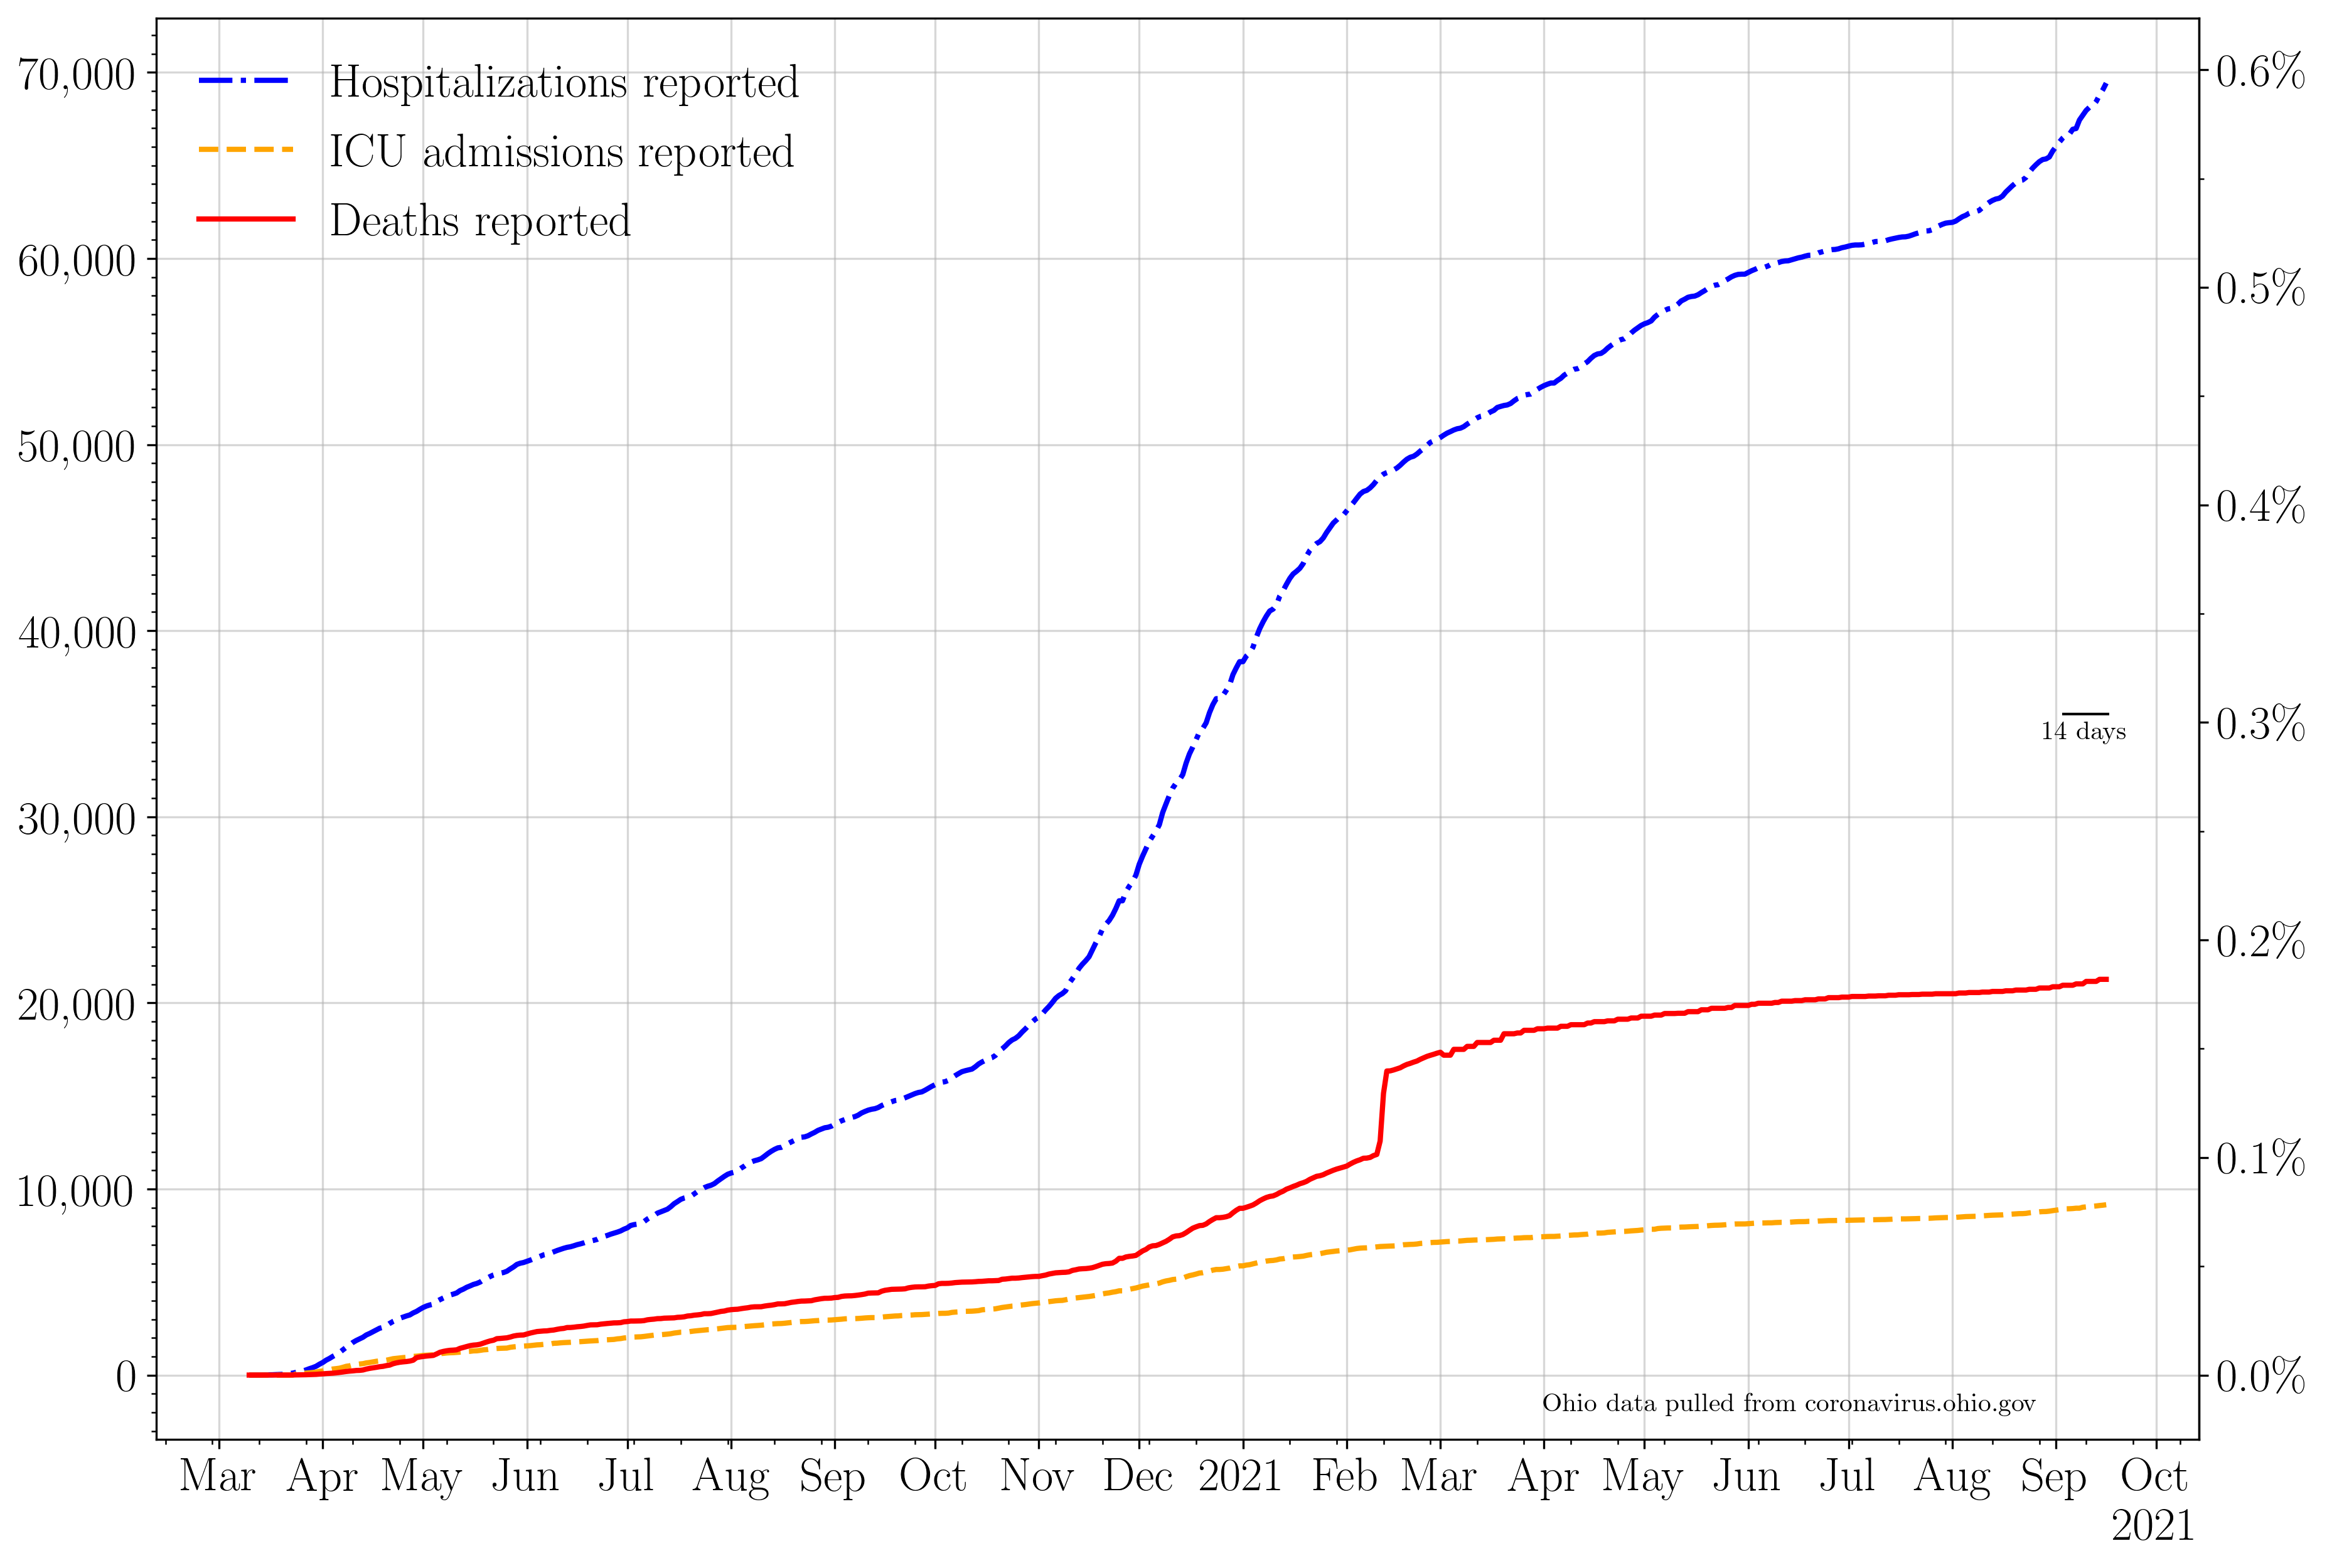 Hospitalizations reported
ICU admissions reported
Deaths reported
70,000
60,000
50,000
40,000
30,000
20,000
10,000
0
0.6%
0.5%
0.4%
0.3%
0.2%
0.1%
0.0%
14 days
Ohio data pulled from coronavirus.ohio.gov
Mar Apr May Jun Jul Aug Sep Oct Nov Dec 2021 Feb Mar Apr May Jun Jul Aug Sep Oct
2021